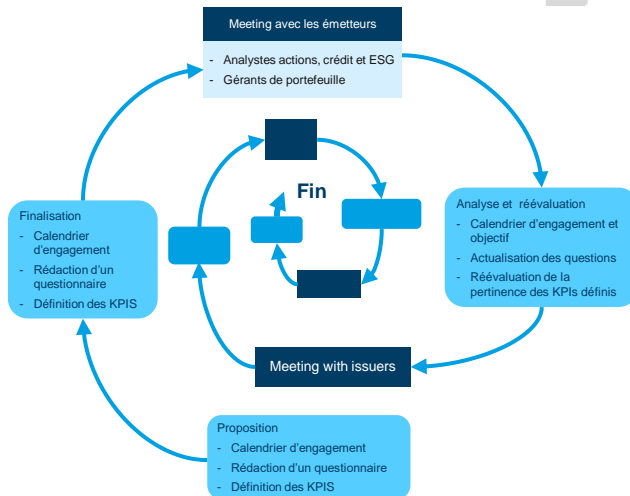 Meeting avec les émetteurs
- Analystes actions, crédit et ESG
- Gérants de portefeuille
Fin
Finalisation
- Calendrier
d'engagement
- Rédaction d'un
questionnaire
- Définition des KPIS
Analyse et réévaluation
- Calendrier d'engagement et
objectif
- Actualisation des questions
- Réévaluation de la
pertinence des KPIs définis
Meeting with issuers
Proposition
- Calendrier d'engagement
- Rédaction d'un questionnaire
- Définition des KPIS